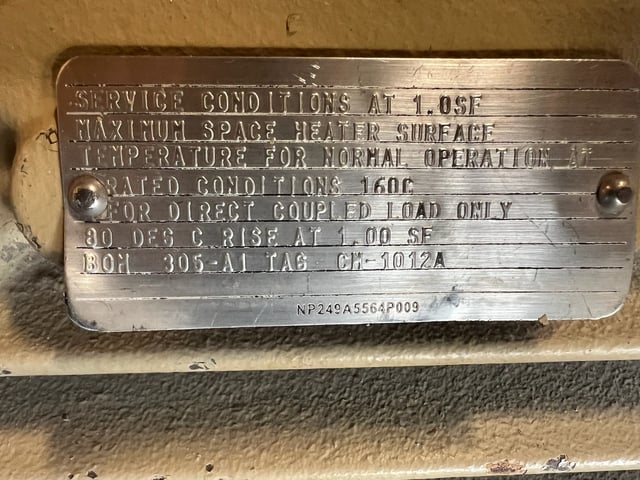 SERVICE CONDITIONS AT 1.0SF
MAXIMUM SPACE HEATER SURFACE
TEMPERATURE FOR NORMAL OPERATION AT
RATED CONDITIONS 160C
FOR DIRECT COUPLED LOAD ONLY
80 DEG C RISE AT 1.00 SF
BOM 305-A1 TAG CM-1012A
NP249A5564P009